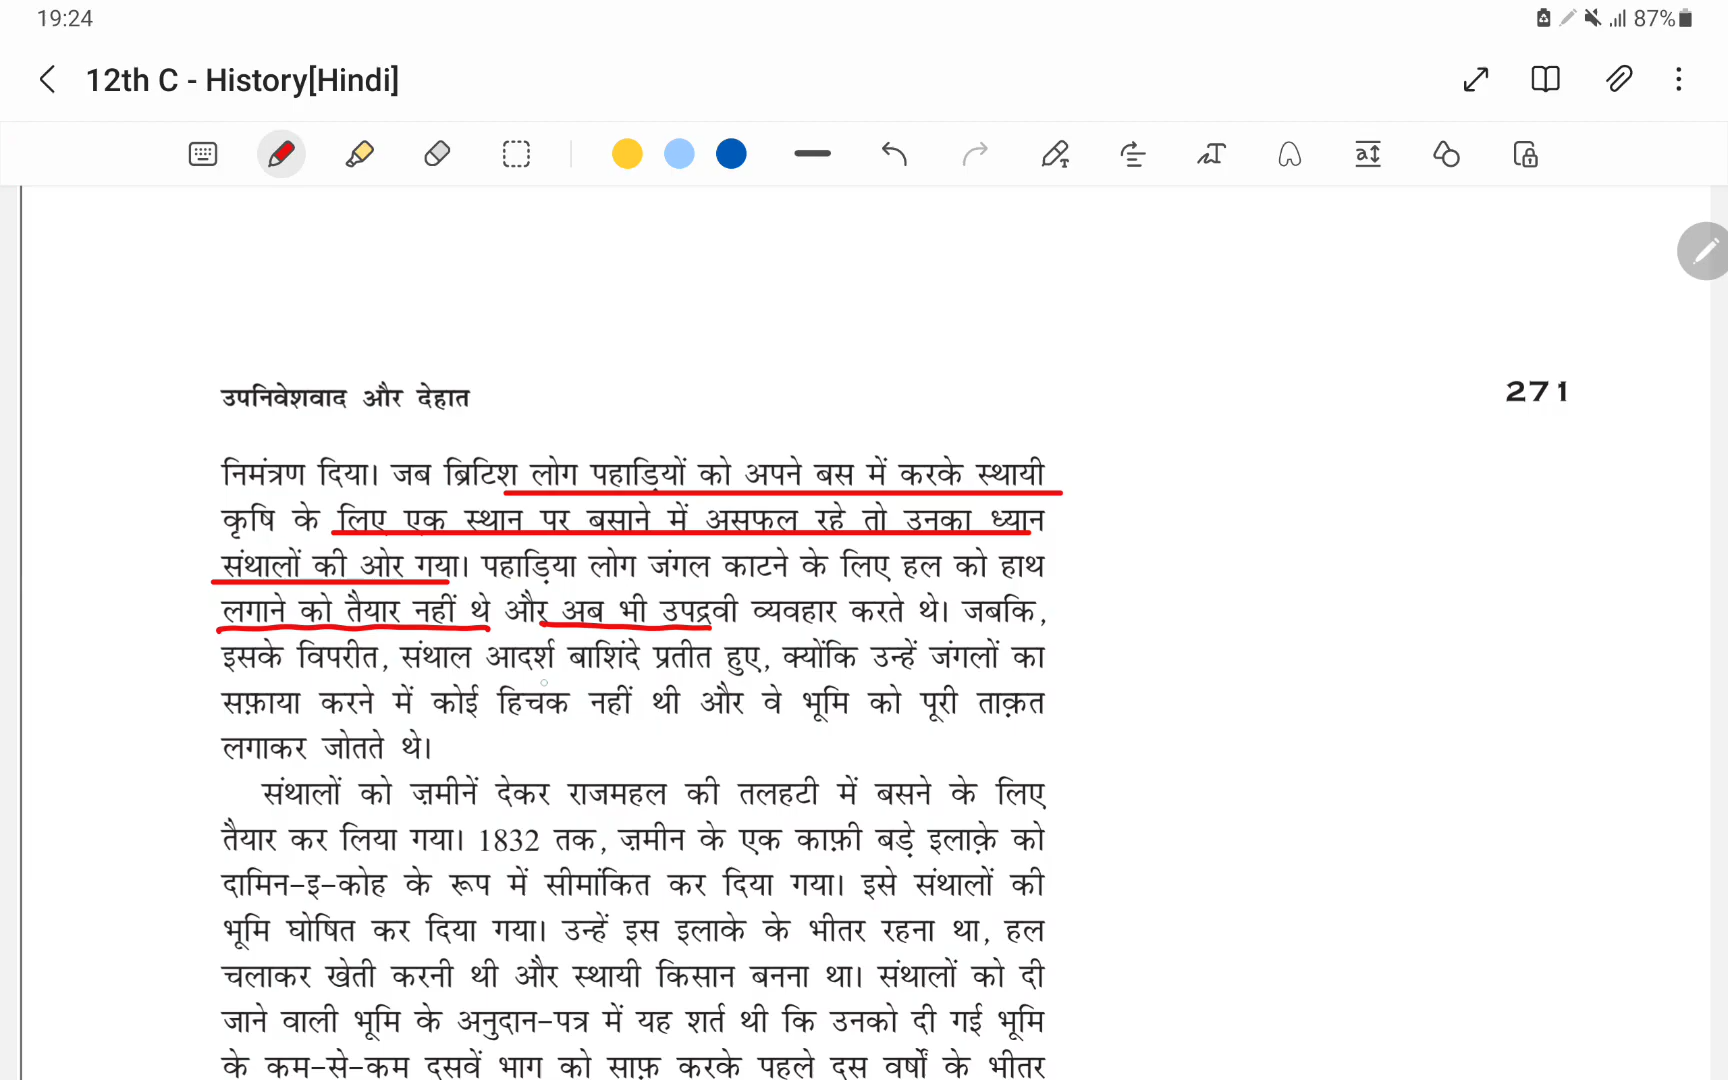 19:24
87%
12th C - History[Hindi]
उपनिवेशवाद और देहात
271
निमंत्रण दिया। जब ब्रिटिश लोग पहाड़ियों को अपने बस में करके स्थायी
कृषि के लिए एक स्थान पर बसाने में असफल रहे तो उनका ध्यान
संथालों की ओर गया। पहाड़िया लोग जंगल काटने के लिए हल को हाथ
लगाने को तैयार नहीं थे और अब भी उपद्रवी व्यवहार करते थे। जबकि,
इसके विपरीत, संथाल आदर्श बाशिंदे प्रतीत हुए, क्योंकि उन्हें जंगलों का
सफ़ाया करने में कोई हिचक नहीं थी और वे भूमि को पूरी ताक़त
लगाकर जोतते थे।
संथालों को ज़मीनें देकर राजमहल की तलहटी में बसने के लिए
तैयार कर लिया गया। 1832 तक, ज़मीन के एक काफ़ी बड़े इलाक़े को
दामिन-इ-कोह के रूप में सीमांकित कर दिया गया। इसे संथालों की
भूमि घोषित कर दिया गया। उन्हें इस इलाके के भीतर रहना था, हल
चलाकर खेती करनी थी और स्थायी किसान बनना था। संथालों को दी
जाने वाली भूमि के अनुदान-पत्र में यह शर्त थी कि उनको दी गई भूमि
के कम-से-कम दसवें भाग को साफ़ करके पहले दस वर्षों के भीतर